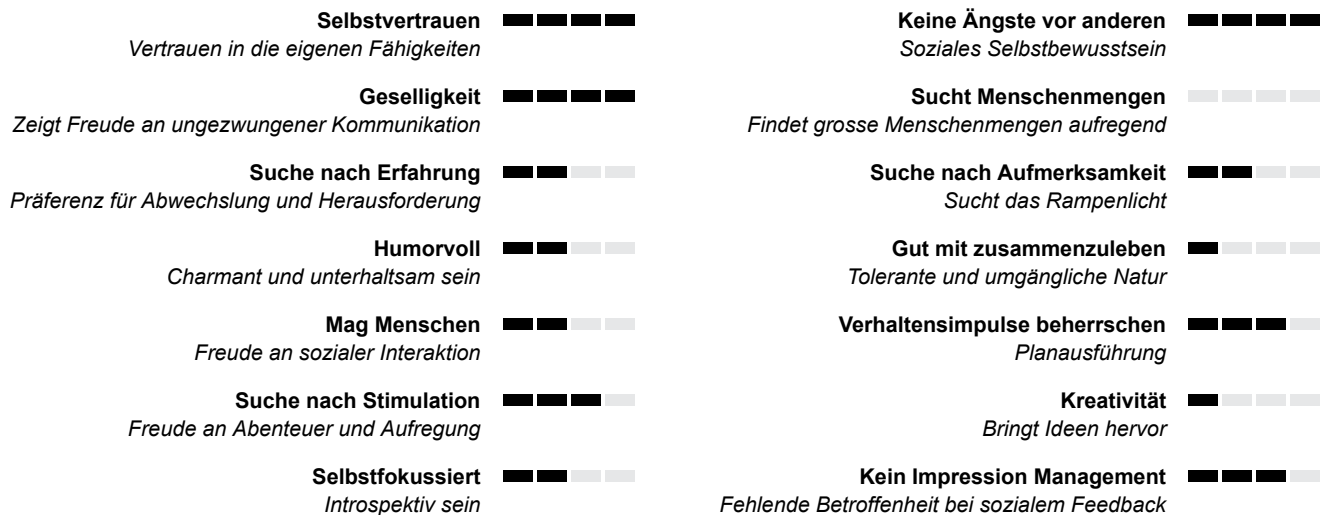 Selbstvertrauen
Vertrauen in die eigenen Fähigkeiten
Geselligkeit
Zeigt Freude an ungezwungener Kommunikation
Suche nach Erfahrung
Präferenz für Abwechslung und Herausforderung
Humorvoll
Charmant und unterhaltsam sein
Mag Menschen
Freude an sozialer Interaktion
Suche nach Stimulation
Freude an Abenteuer und Aufregung
Selbstfokussiert
Introspektiv sein
Keine Ängste vor anderen
Soziales Selbstbewusstsein
Sucht Menschenmengen
Findet grosse Menschenmengen aufregend
Suche nach Aufmerksamkeit
Sucht das Rampenlicht
Gut mit zusammenzuleben
Tolerante und umgängliche Natur
Verhaltensimpulse beherrschen
Planausführung
Kreativität
Bringt Ideen hervor
Kein Impression Management
Fehlende Betroffenheit bei sozialem Feedback